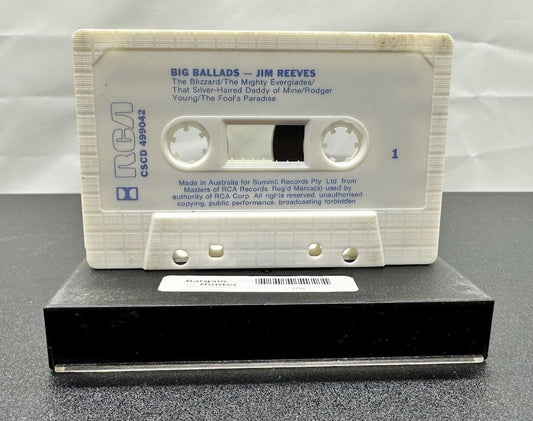 BIG BALLADS — JIM REEVES
The Blizzard/The Mighty Everglades/
That Silver-Haired Daddy of Mine/Rodger
Young/The Fool's Paradise
RCA
CSCD 499042
1
Made in Australia for Summit Records Pty. Ltd. from
Masters of RCA Records. Reg'd Marca(s) used by
authority of RCA Corp. All rights reserved. unauthorised
copying, public performance, broadcasting forbidden
Bargain
Hunter